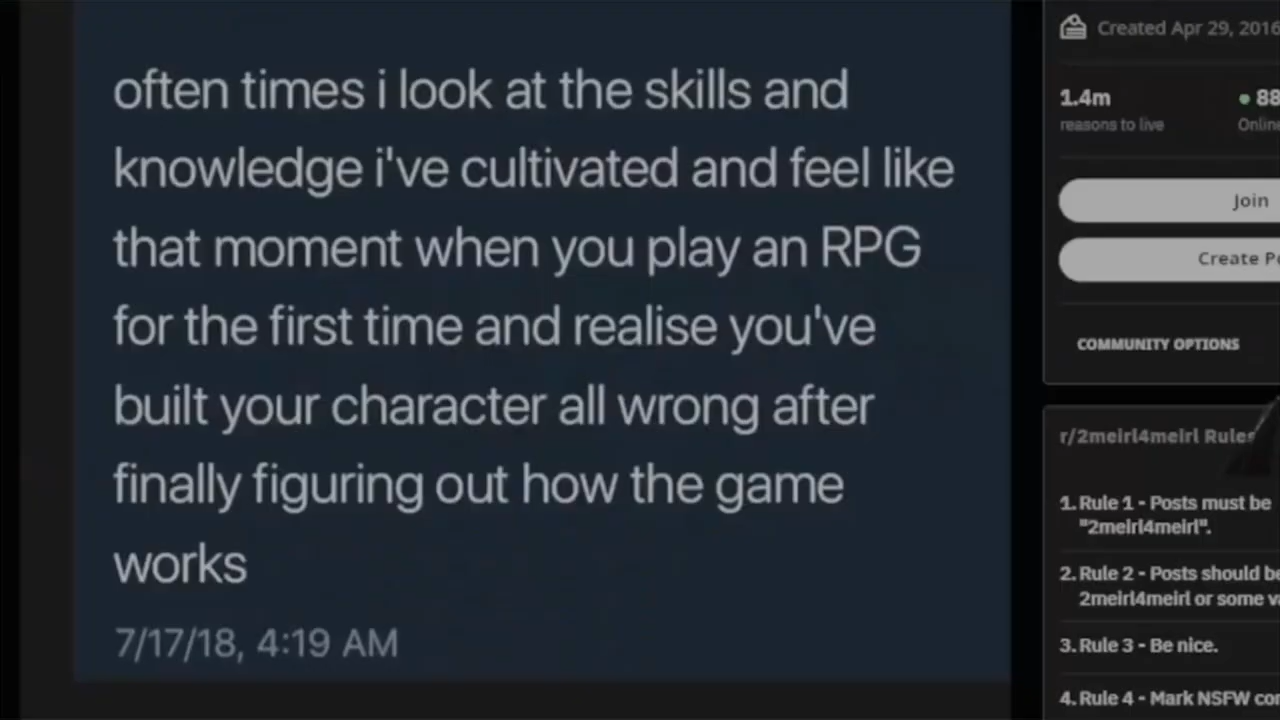 often times i look at the skills and
knowledge i've cultivated and feel like
that moment when you play an RPG
for the first time and realise you've
built your character all wrong after
finally figuring out how the game
works
7/17/18, 4:19 AM
Created Apr 29, 2016
1.4m
88
reasons to live
Join
COMMUNITY OPTIONS
r/2meirl4meirl Rules
1. Rule 1 - Posts must be
"2meirl4meirl".
2. Rule 2 - Posts should be
2meirl4meirl or some
3. Rule 3 - Be nice.
4. Rule 4 - Mark NSFW